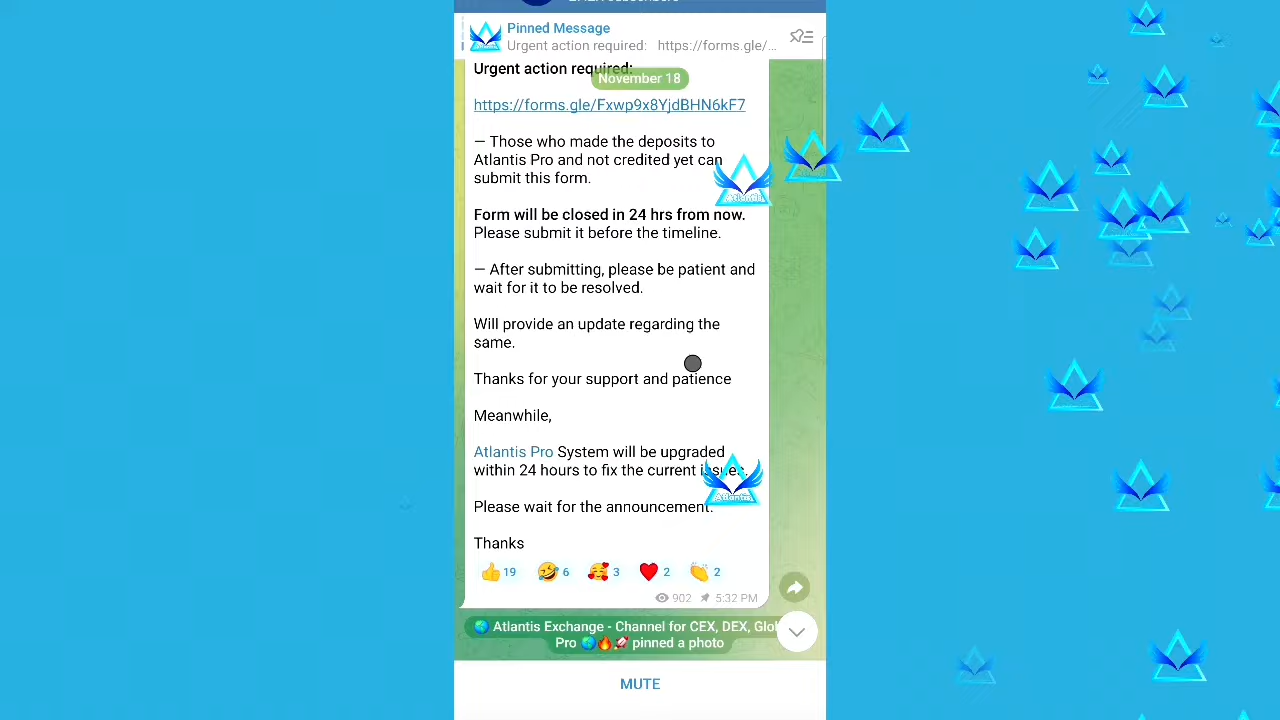 Pinned Message
Urgent action required: https://forms.gle/...
Urgent action required:
November 18
https://forms.gle/Fxwp9x8YjdBHN6kF7
— Those who made the deposits to
Atlantis Pro and not credited yet can
submit this form.
Form will be closed in 24 hrs from now.
Please submit it before the timeline.
— After submitting, please be patient and
wait for it to be resolved.
Will provide an update regarding the
same.
Thanks for your support and patience
Meanwhile,
Atlantis Pro System will be upgraded
within 24 hours to fix the current issues.
Atlantis
Please wait for the announcement.
Thanks
19 6 3 2 2
902 5:32 PM
Atlantis Exchange - Channel for CEX, DEX, Glo
Pro 🌎🔥🚀 pinned a photo
MUTE